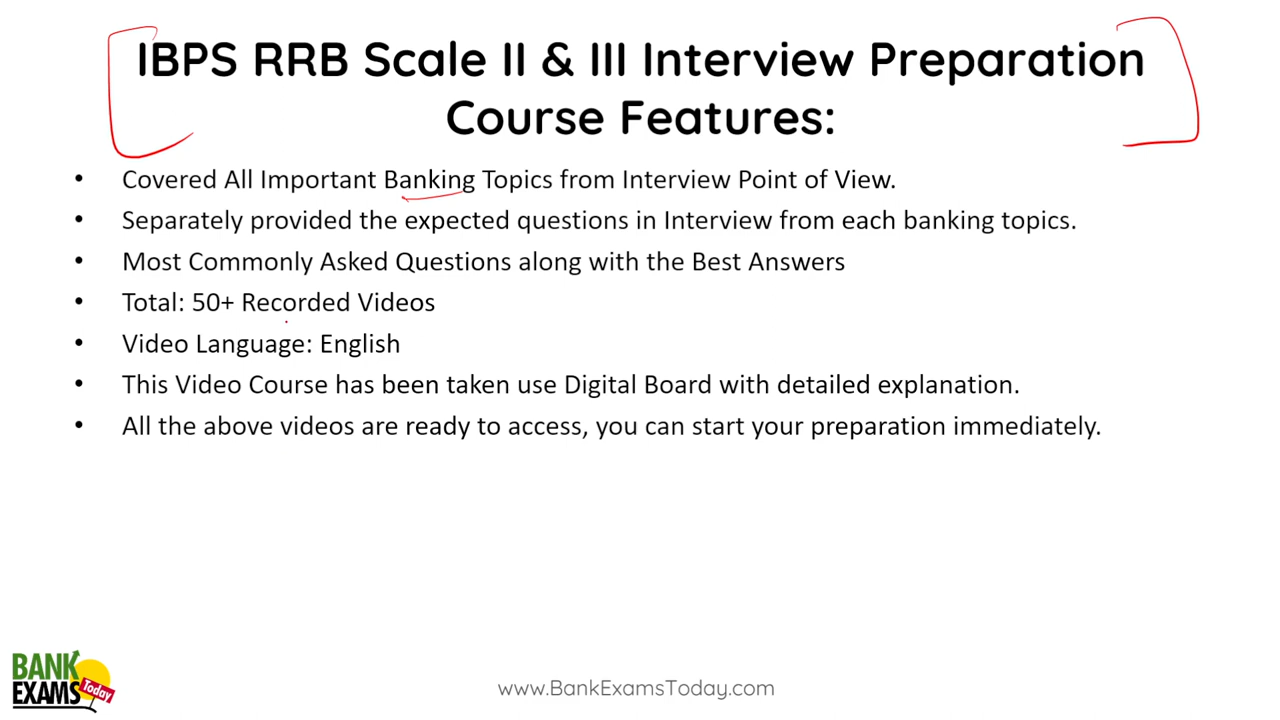 IBPS RRB Scale II & III Interview Preparation
Course Features:
• Covered All Important Banking Topics from Interview Point of View.
• Separately provided the expected questions in Interview from each banking topics.
• Most Commonly Asked Questions along with the Best Answers
• Total: 50+ Recorded Videos
• Video Language: English
• This Video Course has been taken use Digital Board with detailed explanation.
• All the above videos are ready to access, you can start your preparation immediately.
BANK
EXAMS Today
www.BankExamsToday.com